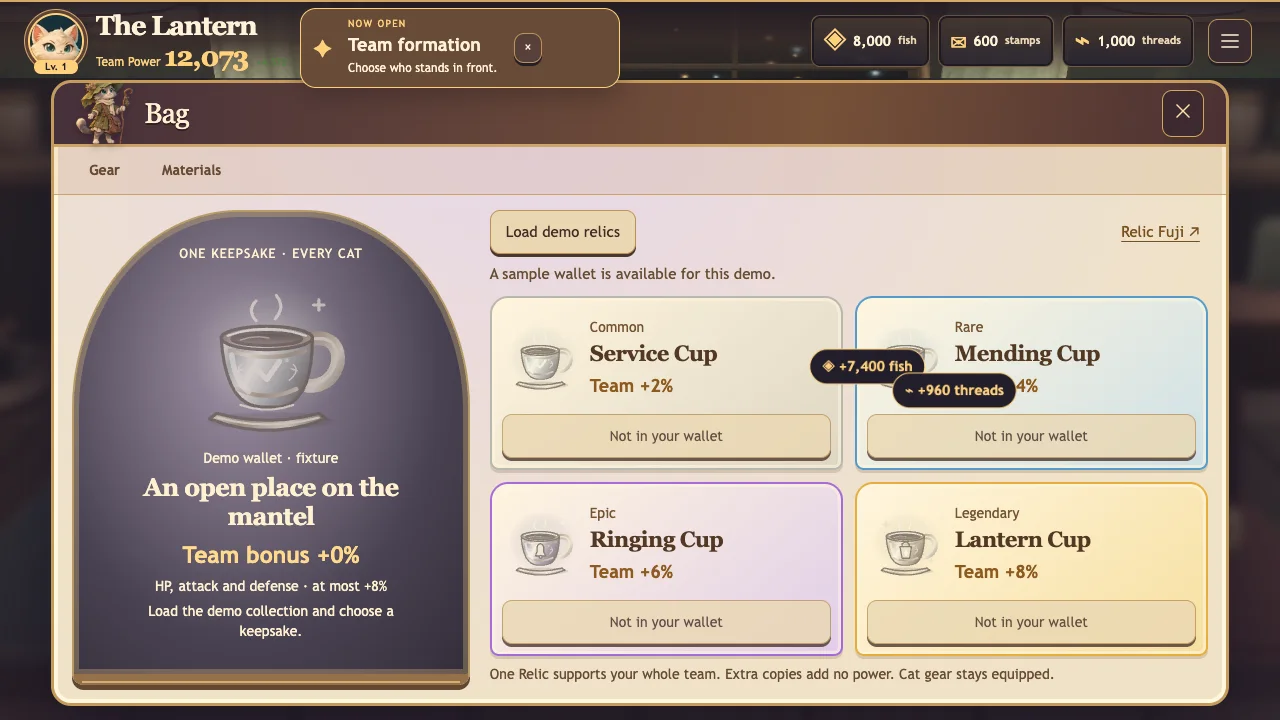 The Lantern
Lv. 1
Team Power 12,073
NOW OPEN
Team formation
Choose who stands in front.
8,000 fish
600 stamps
1,000 threads
Bag
Gear
Materials
ONE KEEPSAKE · EVERY CAT
Demo wallet · fixture
An open place on the
mantel
Team bonus +0%
HP, attack and defense · at most +8%
Load the demo collection and choose a
keepsake.
Load demo relics
Relic Fuji ↗
A sample wallet is available for this demo.
Common
Service Cup
Team +2%
Not in your wallet
Rare
Mending Cup
4%
Not in your wallet
+7,400 fish
+960 threads
Epic
Ringing Cup
Team +6%
Not in your wallet
Legendary
Lantern Cup
Team +8%
Not in your wallet
One Relic supports your whole team. Extra copies add no power. Cat gear stays equipped.